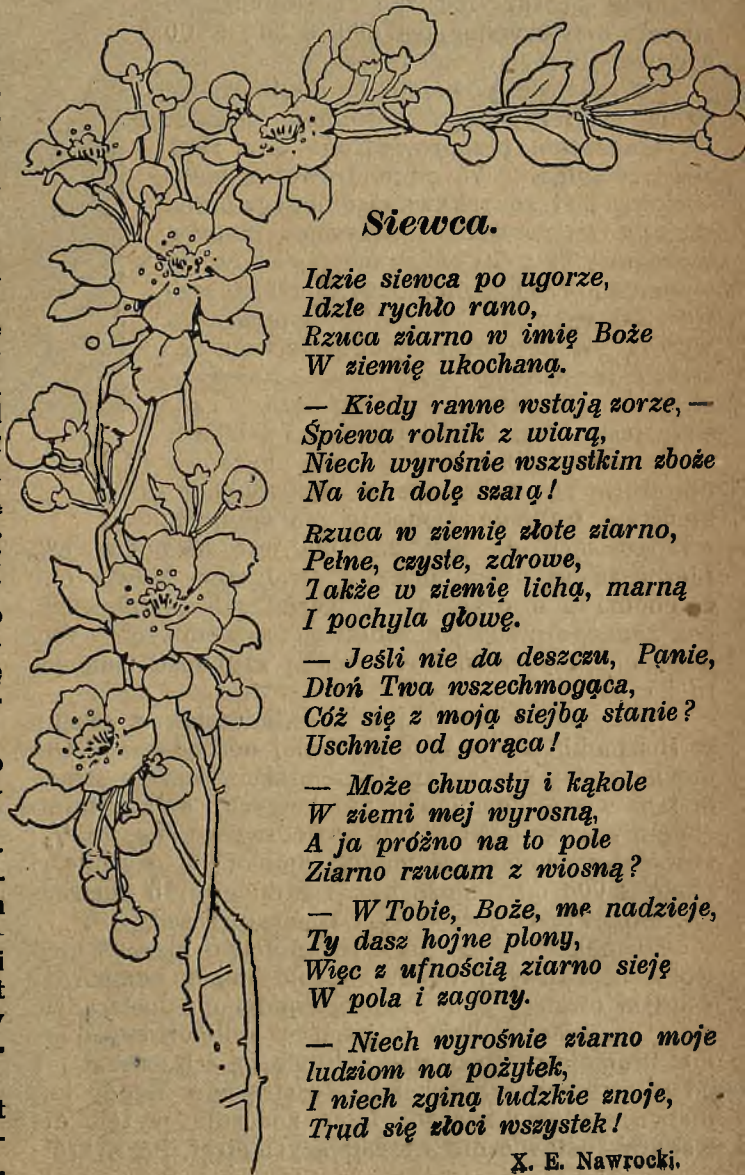 Siewca.
Idzie siewca po ugorze,
Idzie rychło rano,
Rzuca ziarno w imię Boże
W ziemię ukochaną.
— Kiedy ranne wstają zorze, —
Śpiewa rolnik z wiarą,
Niech wyrośnie wszystkim zboże
Na ich dolę szarą!
Rzuca w ziemię złote ziarno,
Pełne, czyste, zdrowe,
Także w ziemię lichą, marną
I pochyla głowę.
— Jeśli nie da deszczu, Panie,
Dłoń Twa wszechmogąca,
Cóż się z moją siejbą stanie?
Uschnie od gorąca!
— Może chwasty i kąkole
W ziemi mej wyrosną,
A ja próżno na to pole
Ziarno rzucam z wiosną?
— W Tobie, Boże, me nadzieje,
Ty dasz hojne plony,
Więc z ufnością ziarno sieję
W pola i zagony.
— Niech wyrośnie ziarno moje
ludziom na pożytek,
I niech zginą ludzkie znoje,
Trud się złoci wszystek!
X. E. Nawrocki.